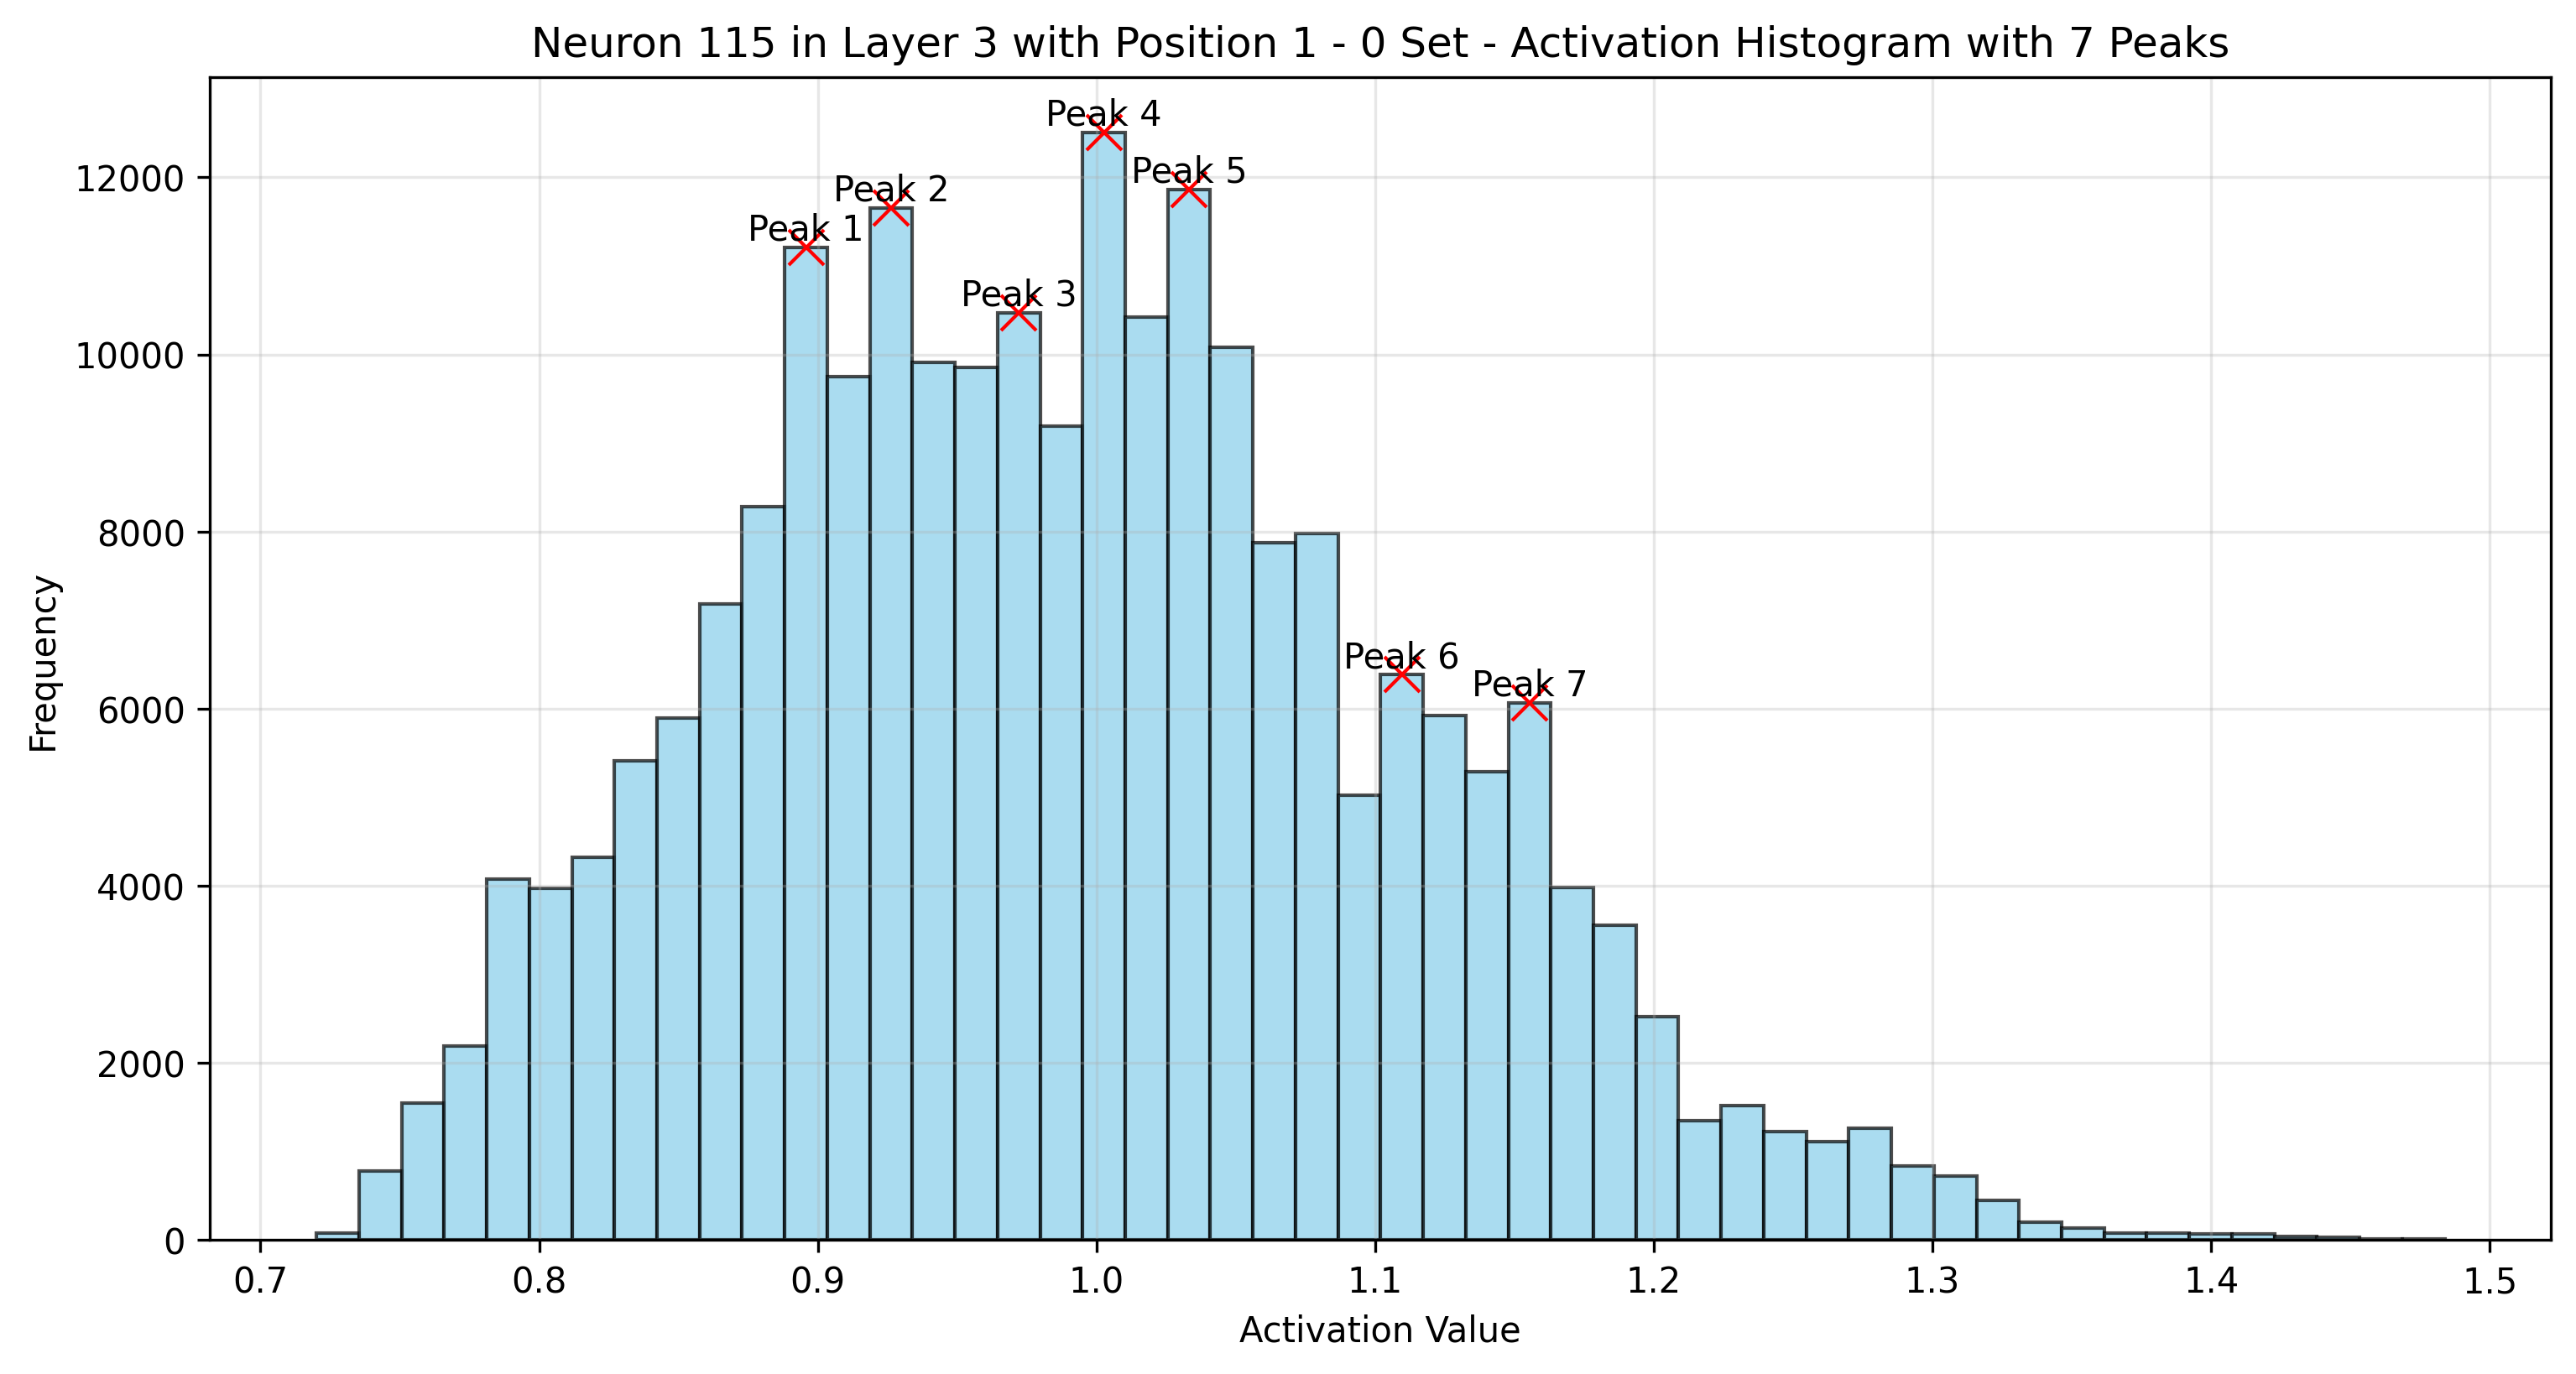 Neuron 115 in Layer 3 with Position 1 - 0 Set - Activation Histogram with 7 Peaks
Peak 4
Peak 5
Peak 2
Peak 1
Peak 3
Peak 6
Peak 7
12000
10000
8000
6000
4000
2000
0
Frequency
0.7 0.8 0.9 1.0 1.1 1.2 1.3 1.4 1.5
Activation Value